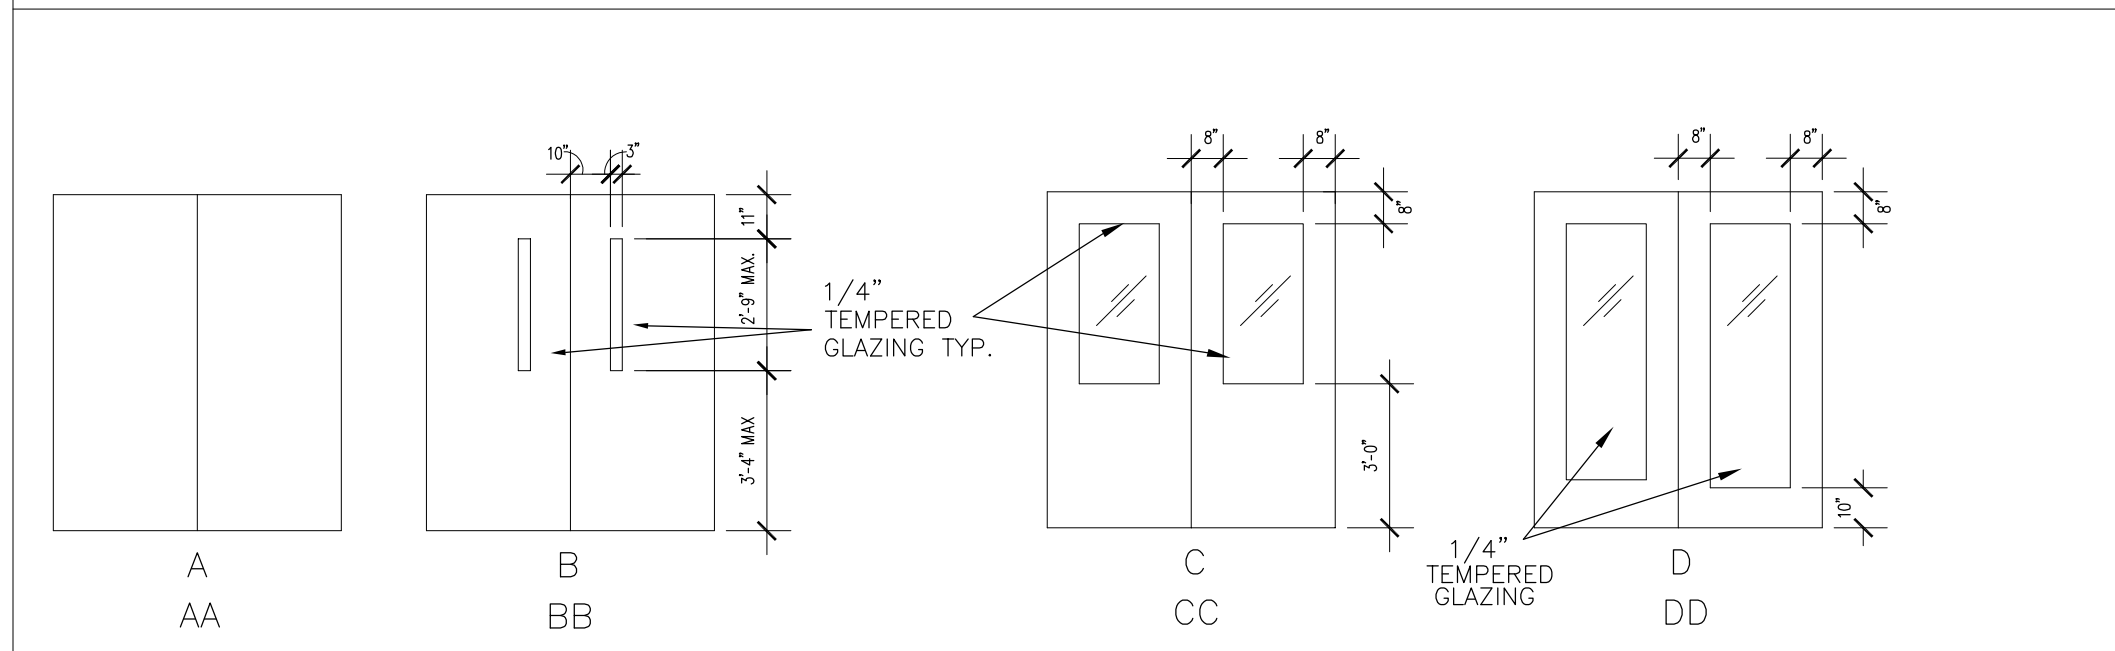 10” 3”
11”
2’-9” MAX.
3’-4” MAX
1/4”
TEMPERED
GLAZING TYP.
8” 8”
8”
3’-0”
8” 8”
8”
10”
1/4”
TEMPERED
GLAZING
A
AA
B
BB
C
CC
D
DD